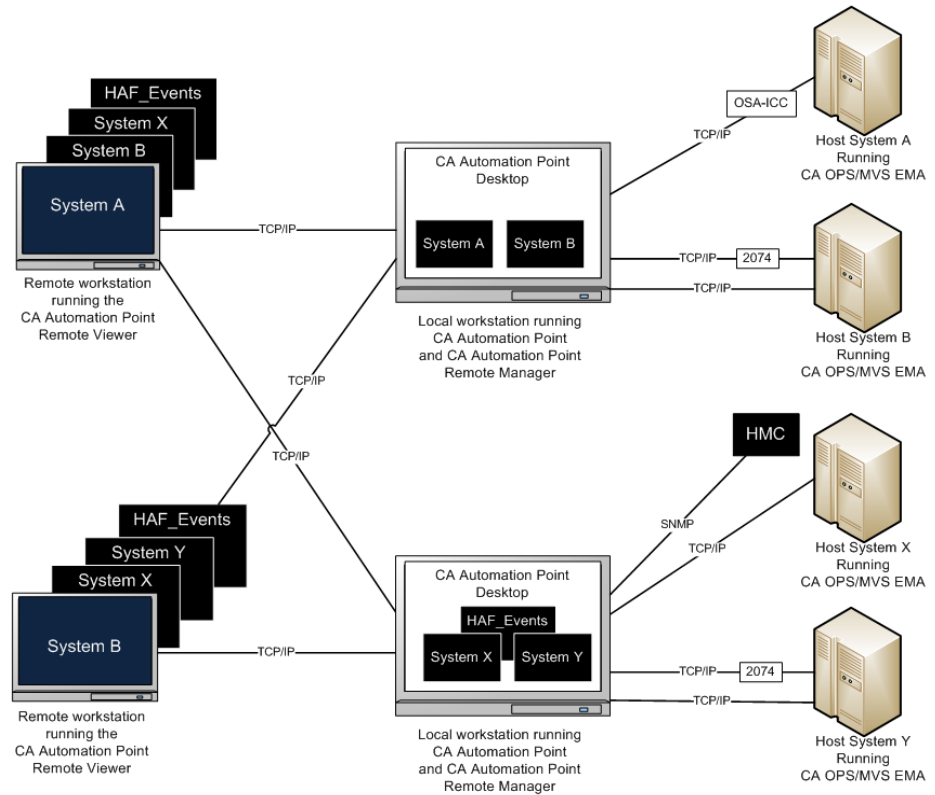 HAF_Events
System X
System B
System A
Remote workstation
running the
CA Automation Point
Remote Viewer
TCP/IP
TCP/IP
TCP/IP
CA Automation Point
Desktop
System A
System B
Local workstation running
CA Automation Point
and CA Automation Point
Remote Manager
OSA-ICC
TCP/IP
Host System A
Running
CA OPS/MVS EMA
TCP/IP
2074
TCP/IP
Host System B
Running
CA OPS/MVS EMA
HAF_Events
System Y
System X
System B
Remote workstation
running the
CA Automation Point
Remote Viewer
TCP/IP
CA Automation Point
Desktop
HAF_Events
System X
System Y
Local workstation running
CA Automation Point
and CA Automation Point
Remote Manager
HMC
SNMP
TCP/IP
Host System X
Running
CA OPS/MVS EMA
TCP/IP
2074
TCP/IP
Host System Y
Running
CA OPS/MVS EMA